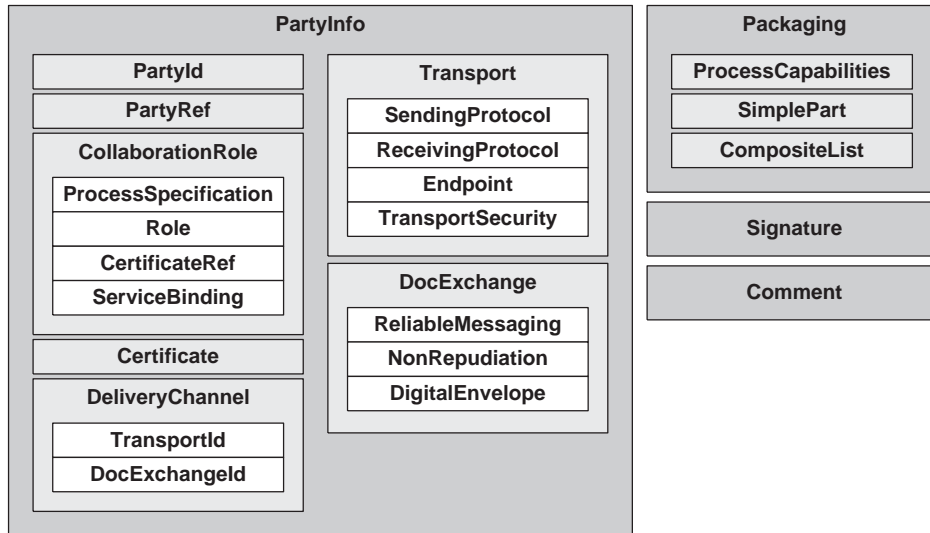 PartyInfo
PartyId
PartyRef
CollaborationRole
ProcessSpecification
Role
CertificateRef
ServiceBinding
Certificate
DeliveryChannel
TransportId
DocExchangeId
Transport
SendingProtocol
ReceivingProtocol
Endpoint
TransportSecurity
DocExchange
ReliableMessaging
NonRepudiation
DigitalEnvelope
Packaging
ProcessCapabilities
SimplePart
CompositeList
Signature
Comment